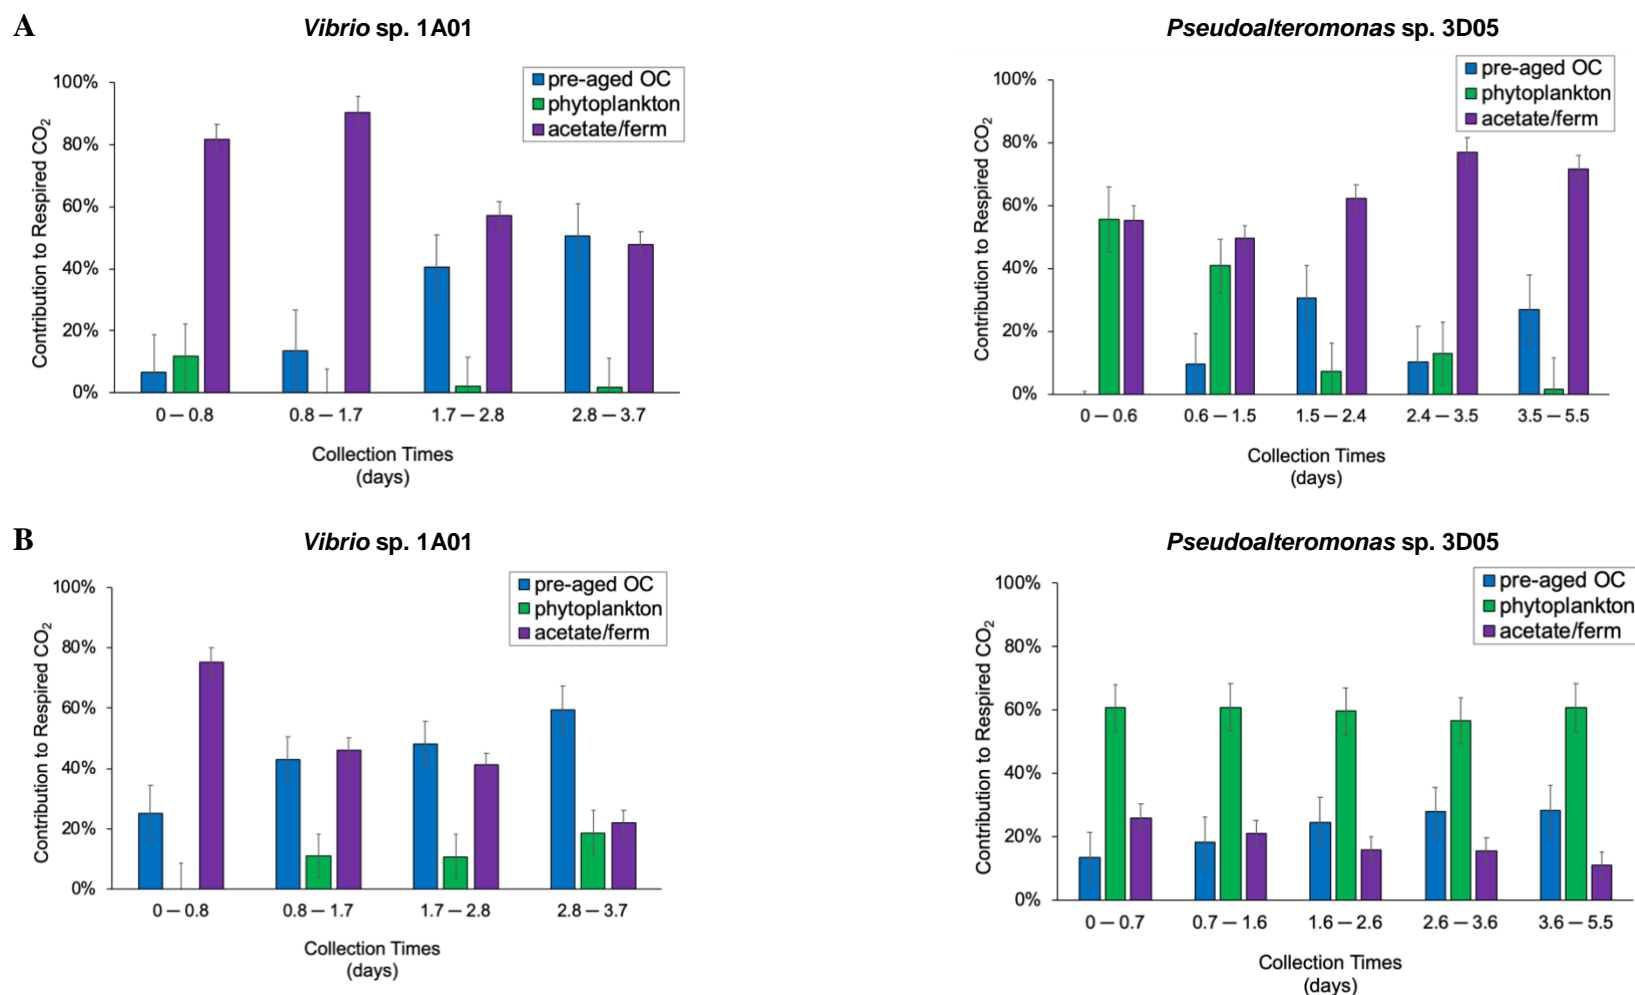 A
Vibrio sp. 1A01
100%
80%
60%
40%
20%
0%
Contribution to Respired CO2
pre-aged OC
phytoplankton
acetate/ferm
0 – 0.8
0.8 – 1.7
1.7 – 2.8
2.8 – 3.7
Collection Times
(days)
Pseudoalteromonas sp. 3D05
100%
80%
60%
40%
20%
0%
Contribution to Respired CO2
pre-aged OC
phytoplankton
acetate/ferm
0 – 0.6
0.6 – 1.5
1.5 – 2.4
2.4 – 3.5
3.5 – 5.5
Collection Times
(days)
B
Vibrio sp. 1A01
100%
80%
60%
40%
20%
0%
Contribution to Respired CO2
pre-aged OC
phytoplankton
acetate/ferm
0 – 0.8
0.8 – 1.7
1.7 – 2.8
2.8 – 3.7
Collection Times
(days)
Pseudoalteromonas sp. 3D05
100%
80%
60%
40%
20%
0%
Contribution to Respired CO2
pre-aged OC
phytoplankton
acetate/ferm
0 – 0.7
0.7 – 1.6
1.6 – 2.6
2.6 – 3.6
3.6 – 5.5
Collection Times
(days)